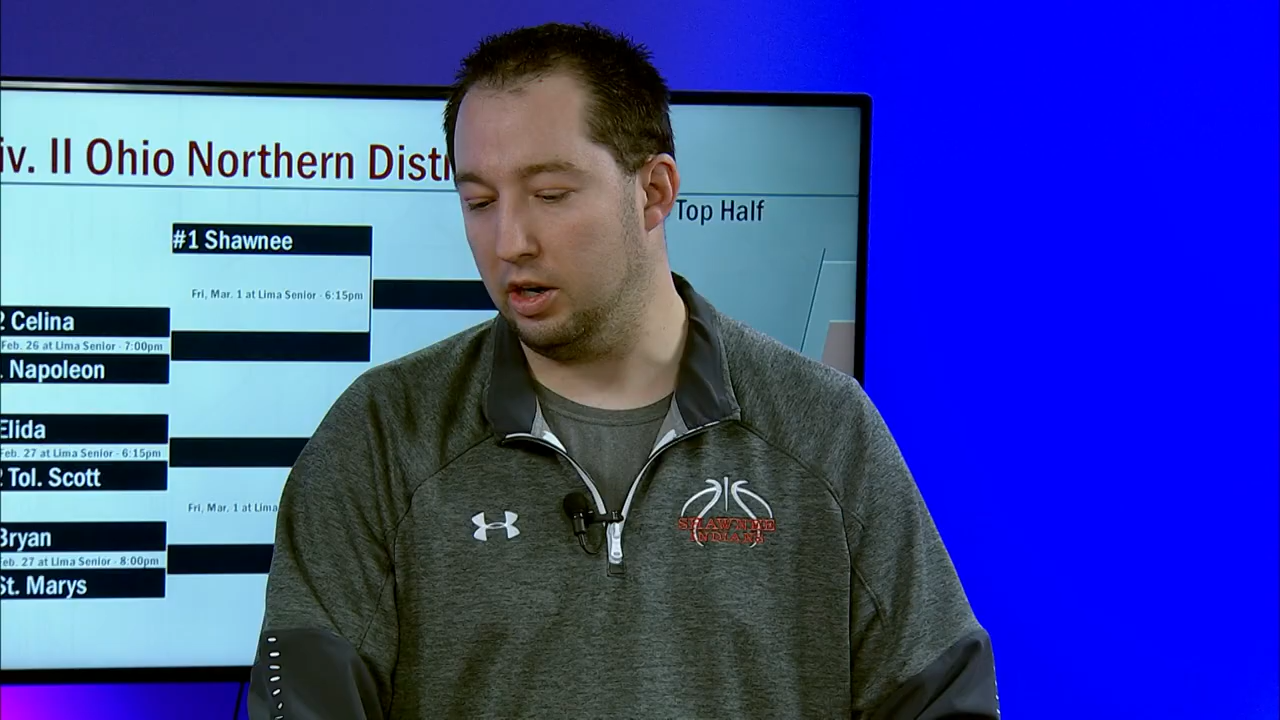 iv. II Ohio Northern Distr
Top Half
#1 Shawnee
Fri, Mar. 1 at Lima Senior - 6:15pm
2 Celina
Feb. 26 at Lima Senior - 7:00pm
Napoleon
Elida
Feb. 27 at Lima Senior - 6:15pm
2 Tol. Scott
Fri, Mar. 1 at Lima
Bryan
Feb. 27 at Lima Senior - 8:00pm
St. Marys
SHAWNEE
INDIANS